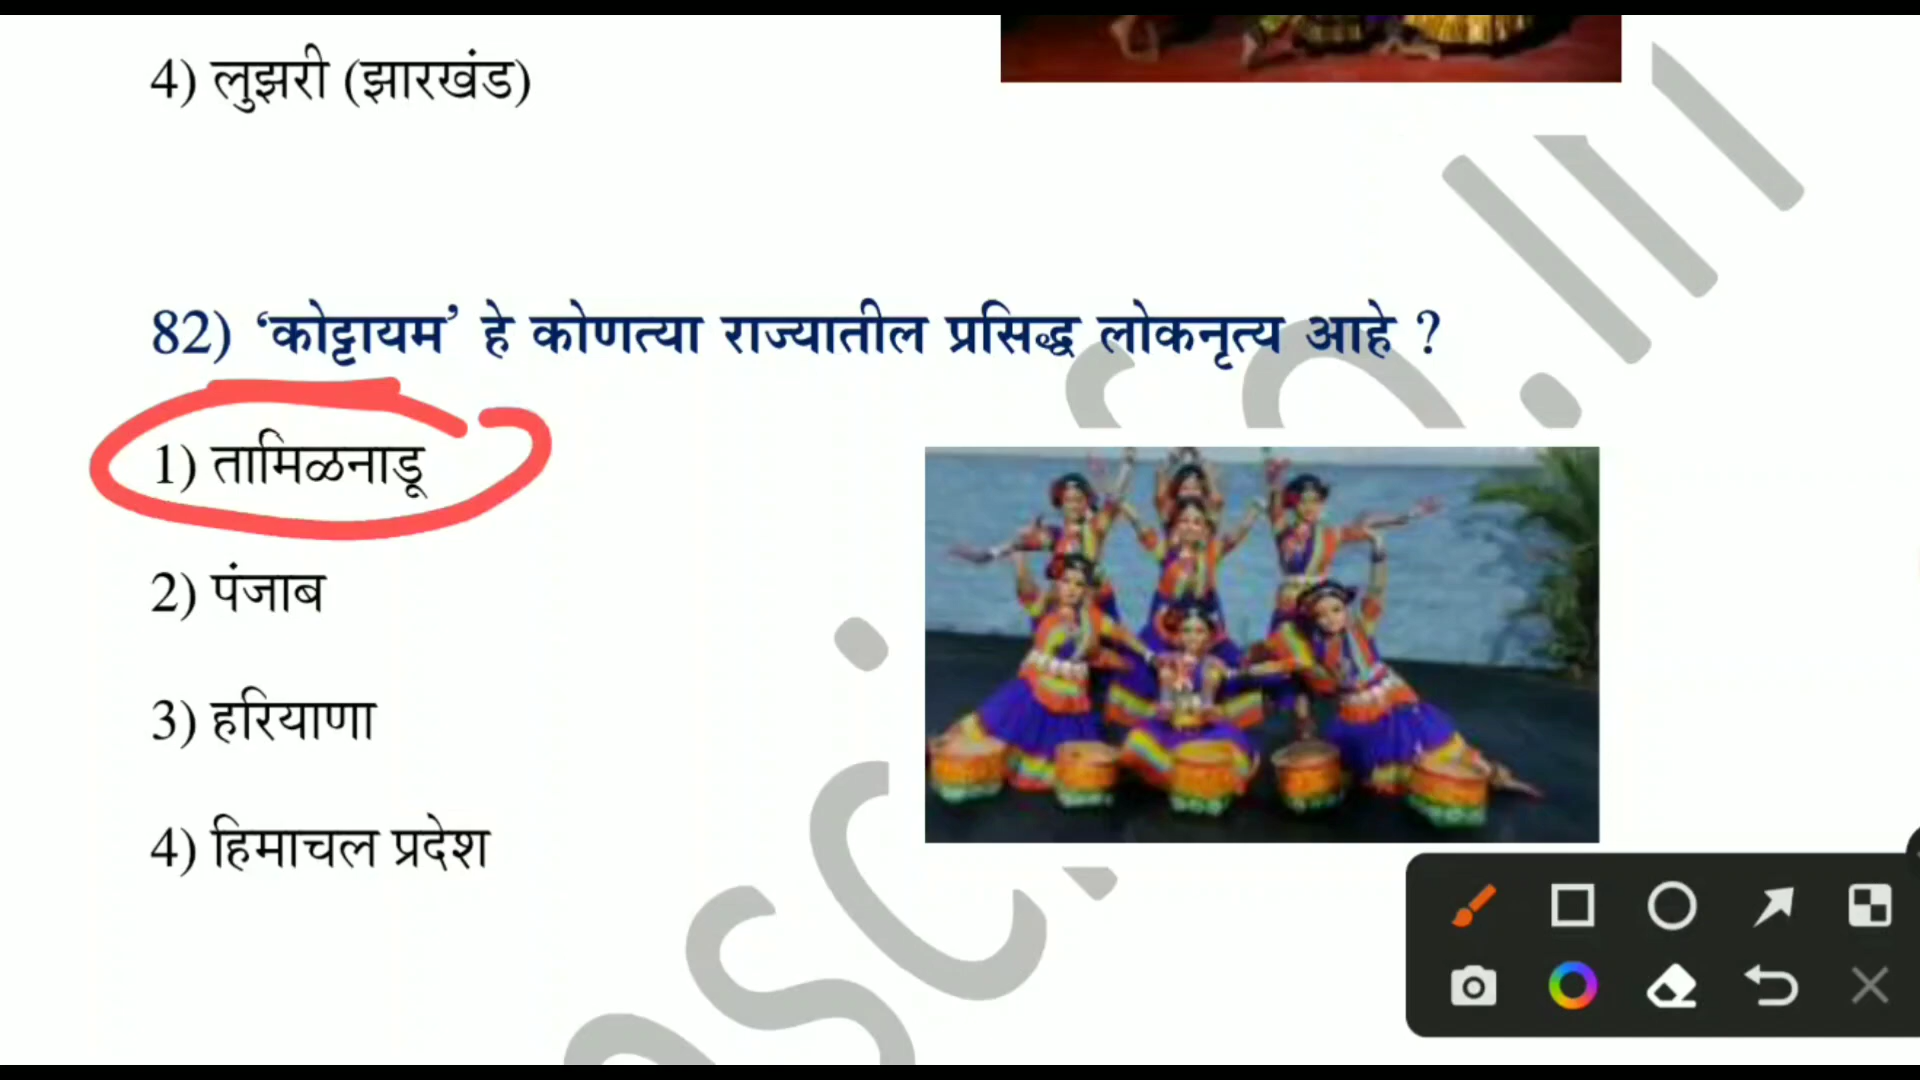 4) लुझरी (झारखंड)
82) ‘कोट्टायम’ हे कोणत्या राज्यातील प्रसिद्ध लोकनृत्य आहे ?
1) तामिळनाडू
2) पंजाब
3) हरियाणा
4) हिमाचल प्रदेश